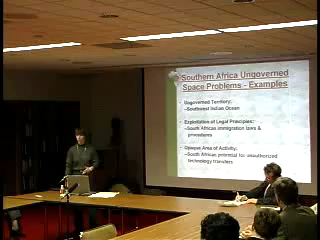 Southern Africa Ungoverned
Space Problems - Examples
• Ungoverned Territory:
–Southwest Indian Ocean
• Exploitation of Legal Principles:
–South African immigration laws &
procedures
• Opaque Area of Activity:
–South African potential for unauthorized
technology transfers